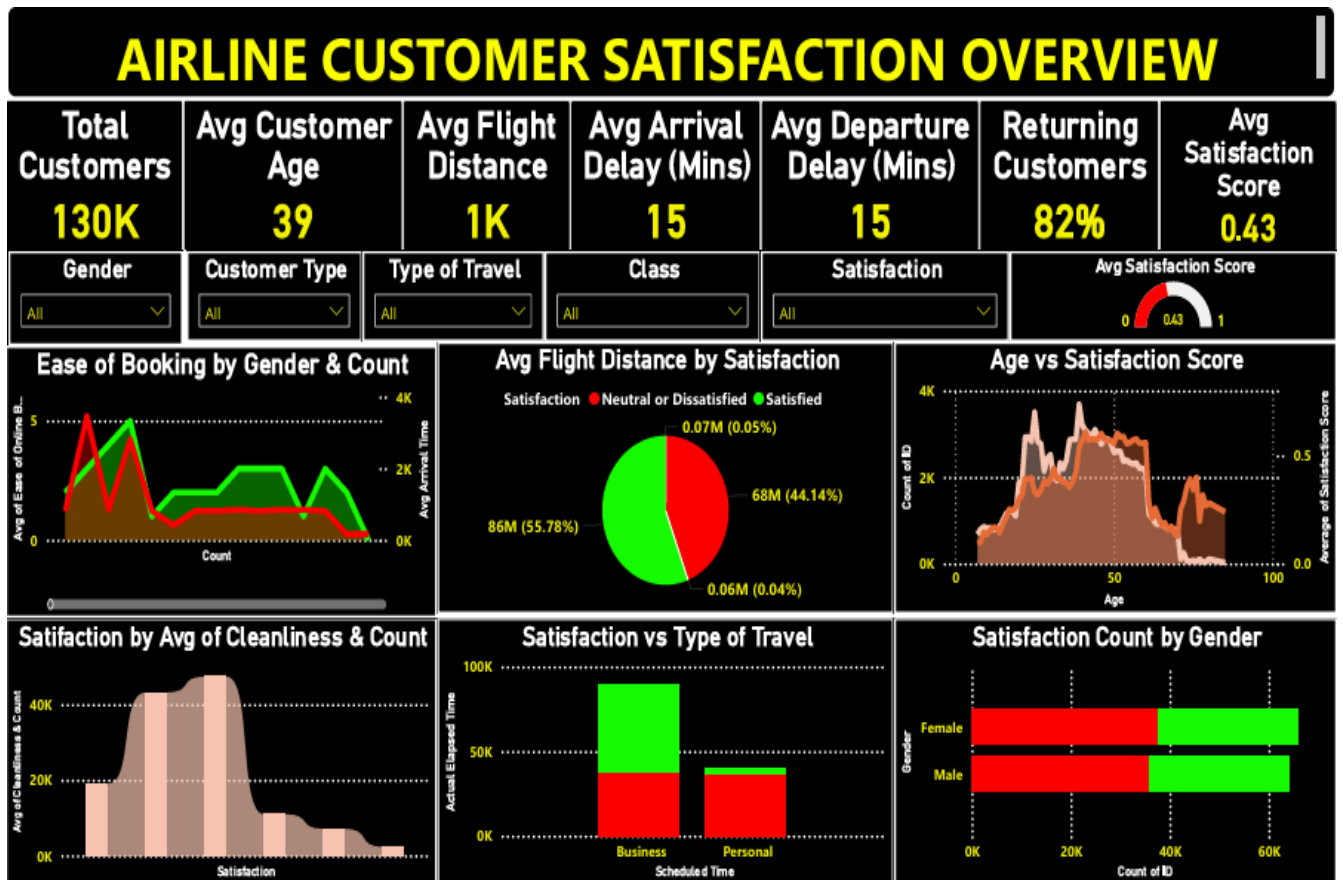 AIRLINE CUSTOMER SATISFACTION OVERVIEW
Total
Customers
130K
Avg Customer
Age
39
Avg Flight
Distance
1K
Avg Arrival
Delay (Mins)
15
Avg Departure
Delay (Mins)
15
Returning
Customers
82%
Avg
Satisfaction
Score
0.43
Gender
All
Customer Type
All
Type of Travel
All
Class
All
Satisfaction
All
Avg Satisfaction Score
0
0.43
1
Ease of Booking by Gender & Count
Avg of Ease of Online B...
5
0
4K
2K
0K
Avg Arrival Time
Count
Avg Flight Distance by Satisfaction
Satisfaction Neutral or Dissatisfied Satisfied
0.07M (0.05%)
68M (44.14%)
86M (55.78%)
0.06M (0.04%)
Age vs Satisfaction Score
Count of ID
4K
2K
0K
0.5
0.0
Average of Satisfaction Score
0
50
100
Age
Satifaction by Avg of Cleanliness & Count
Avg of Cleanliness & Count
40K
20K
0K
Satisfaction
Satisfaction vs Type of Travel
Actual Elapsed Time
100K
50K
0K
Business
Personal
Scheduled Time
Satisfaction Count by Gender
Gender
Female
Male
0K
20K
40K
60K
Count of ID